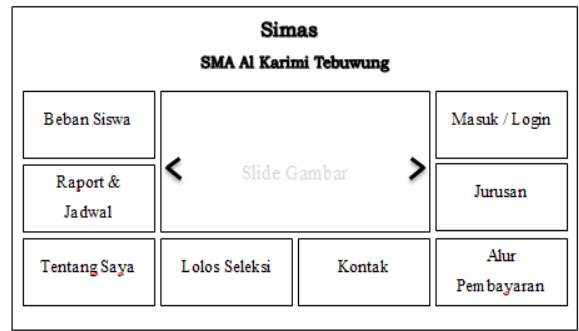 Simas
SMA Al Karimi Tebuwung
Beban Siswa
Masuk / Login
Slide Gambar
Raport &
Jadwal
Jurusan
Tentang Saya
Lolos Seleksi
Kontak
Alur
Pembayaran